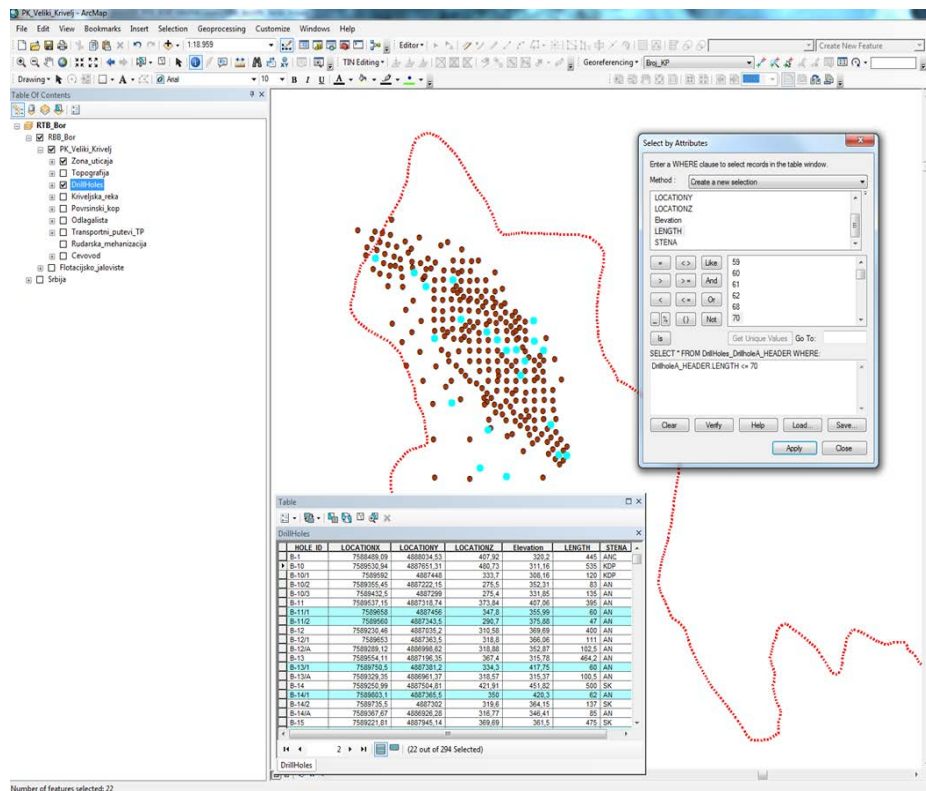 PK_Veliki_Krivelj - ArcMap
File Edit View Bookmarks Insert Selection Geoprocessing Customize Windows Help
1:18.959 Editor Create New Feature
TIN Editing Georeferencing Broj_KP
Drawing A Arial 10 B I U A
Table Of Contents
RTB_Bor
RBB_Bor
PK_Veliki_Krivelj
Zona_uticaja
Topografija
DrillHoles
Kriveljska_reka
Povrsinski_kop
Odlagalista
Transportni_putevi_TP
Rudarska_mehanizacija
Cevovod
Flotacijsko_jaloviste
Srbija
Select by Attributes
Enter a WHERE clause to select records in the table window.
Method : Create a new selection
LOCATIONY
LOCATIONZ
Elevation
LENGTH
STENA
= <> Like
> >= And
< <= Or
_ % () Not
Is
59
60
61
62
68
70
Get Unique Values Go To:
SELECT * FROM DrillHoles_DrillholeA_HEADER WHERE:
DrillholeA_HEADER.LENGTH <= 70
Clear Verify Help Load... Save...
Apply Close
Table
DrillHoles
HOLE_ID LOCATIONX LOCATIONY LOCATIONZ Elevation LENGTH STENA
B-1 7588489,09 4888034,53 407,92 320,2 445 ANC
B-10 7589530,94 4887651,31 480,73 311,16 535 KDP
B-10/1 7589592 4887448 333,7 308,16 120 KDP
B-10/2 7589355,45 4887222,15 275,5 352,31 83 AN
B-10/3 7589432,5 4887299 275,4 331,85 135 AN
B-11 7589537,15 4887318,74 373,84 407,06 395 AN
B-11/1 7589658 4887456 347,8 355,99 60 AN
B-11/2 7589560 4887343,5 290,7 375,88 47 AN
B-12 7589230,46 4887035,2 310,56 369,69 400 AN
B-12/1 7589653 4887363,5 318,8 366,06 111 AN
B-12/A 7589289,12 4886998,62 318,88 352,87 102,5 AN
B-13 7589554,11 4887196,35 367,4 315,78 464,2 AN
B-13/1 7589750,5 4887381,2 334,3 417,75 60 AN
B-13/A 7589329,35 4886961,37 318,57 315,37 100,5 AN
B-14 7589250,99 4887504,81 421,91 451,82 500 SK
B-14/1 7589803,1 4887365,5 350 420,3 62 AN
B-14/2 7589735,5 4887302 319,6 364,15 137 SK
B-14/A 7589367,67 4886926,28 316,77 346,41 85 AN
B-15 7589221,81 4887945,14 369,69 361,5 475 SK
2 (22 out of 294 Selected)
DrillHoles
Number of features selected: 22